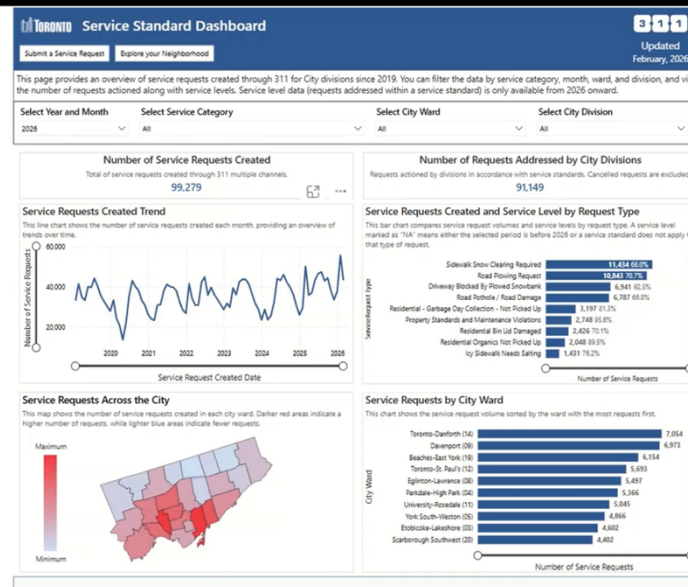 TORONTO Service Standard Dashboard
311
Submit a Service Request Explore your Neighborhood
Updated
February, 2026
This page provides an overview of service requests created through 311 for City divisions since 2019. You can filter the data by service category, month, ward, and division, and vi
the number of requests actioned along with service levels. Service level data (requests addressed within a service standard) is only available from 2026 onward.
Select Year and Month Select Service Category Select City Ward Select City Division
2026 All All All
Number of Service Requests Created
Total of service requests created through 311 multiple channels.
99,279
Number of Requests Addressed by City Divisions
Requests actioned by divisions in accordance with service standards. Cancelled requests are excluded
91,149
Service Requests Created Trend
This line chart shows the number of service requests created each month, providing an overview of
trends over time.
Number of Service Requests
60,000
40,000
20,000
2020 2021 2022 2023 2024 2025 2026
Service Request Created Date
Service Requests Created and Service Level by Request Type
This bar chart compares service request volumes and service levels by request type. A service level
marked as "NA" means either the selected period is before 2026 or a service standard does not apply t
that type of request.
Service Request Type
Sidewalk Snow Clearing Required 11,434 68.0%
Road Plowing Request 10,843 70.7%
Driveway Blocked By Plowed Snowbank 6,941 92.5%
Road Pothole / Road Damage 6,787 66.8%
Residential - Garbage Day Collection - Not Picked Up 3,197 81.3%
Property Standards and Maintenance Violations 2,748 95.8%
Residential Bin Lid Damaged 2,426 70.1%
Residential Organics Not Picked Up 2,048 89.5%
Icy Sidewalk Needs Salting 1,431 76.2%
Number of Service Requests
Service Requests Across the City
This map shows the number of service requests created in each city ward. Darker red areas indicate a
higher number of requests, while lighter blue areas indicate fewer requests.
Maximum
Minimum
Service Requests by City Ward
This chart shows the service request volume sorted by the ward with the most requests first.
City Ward
Toronto-Danforth (14) 7,054
Davenport (09) 6,973
Beaches-East York (19) 6,154
Toronto-St. Paul's (12) 5,693
Eglinton-Lawrence (08) 5,497
Parkdale-High Park (04) 5,366
University-Rosedale (11) 5,045
York South-Weston (05) 4,866
Etobicoke-Lakeshore (03) 4,602
Scarborough Southwest (20) 4,402
Number of Service Requests